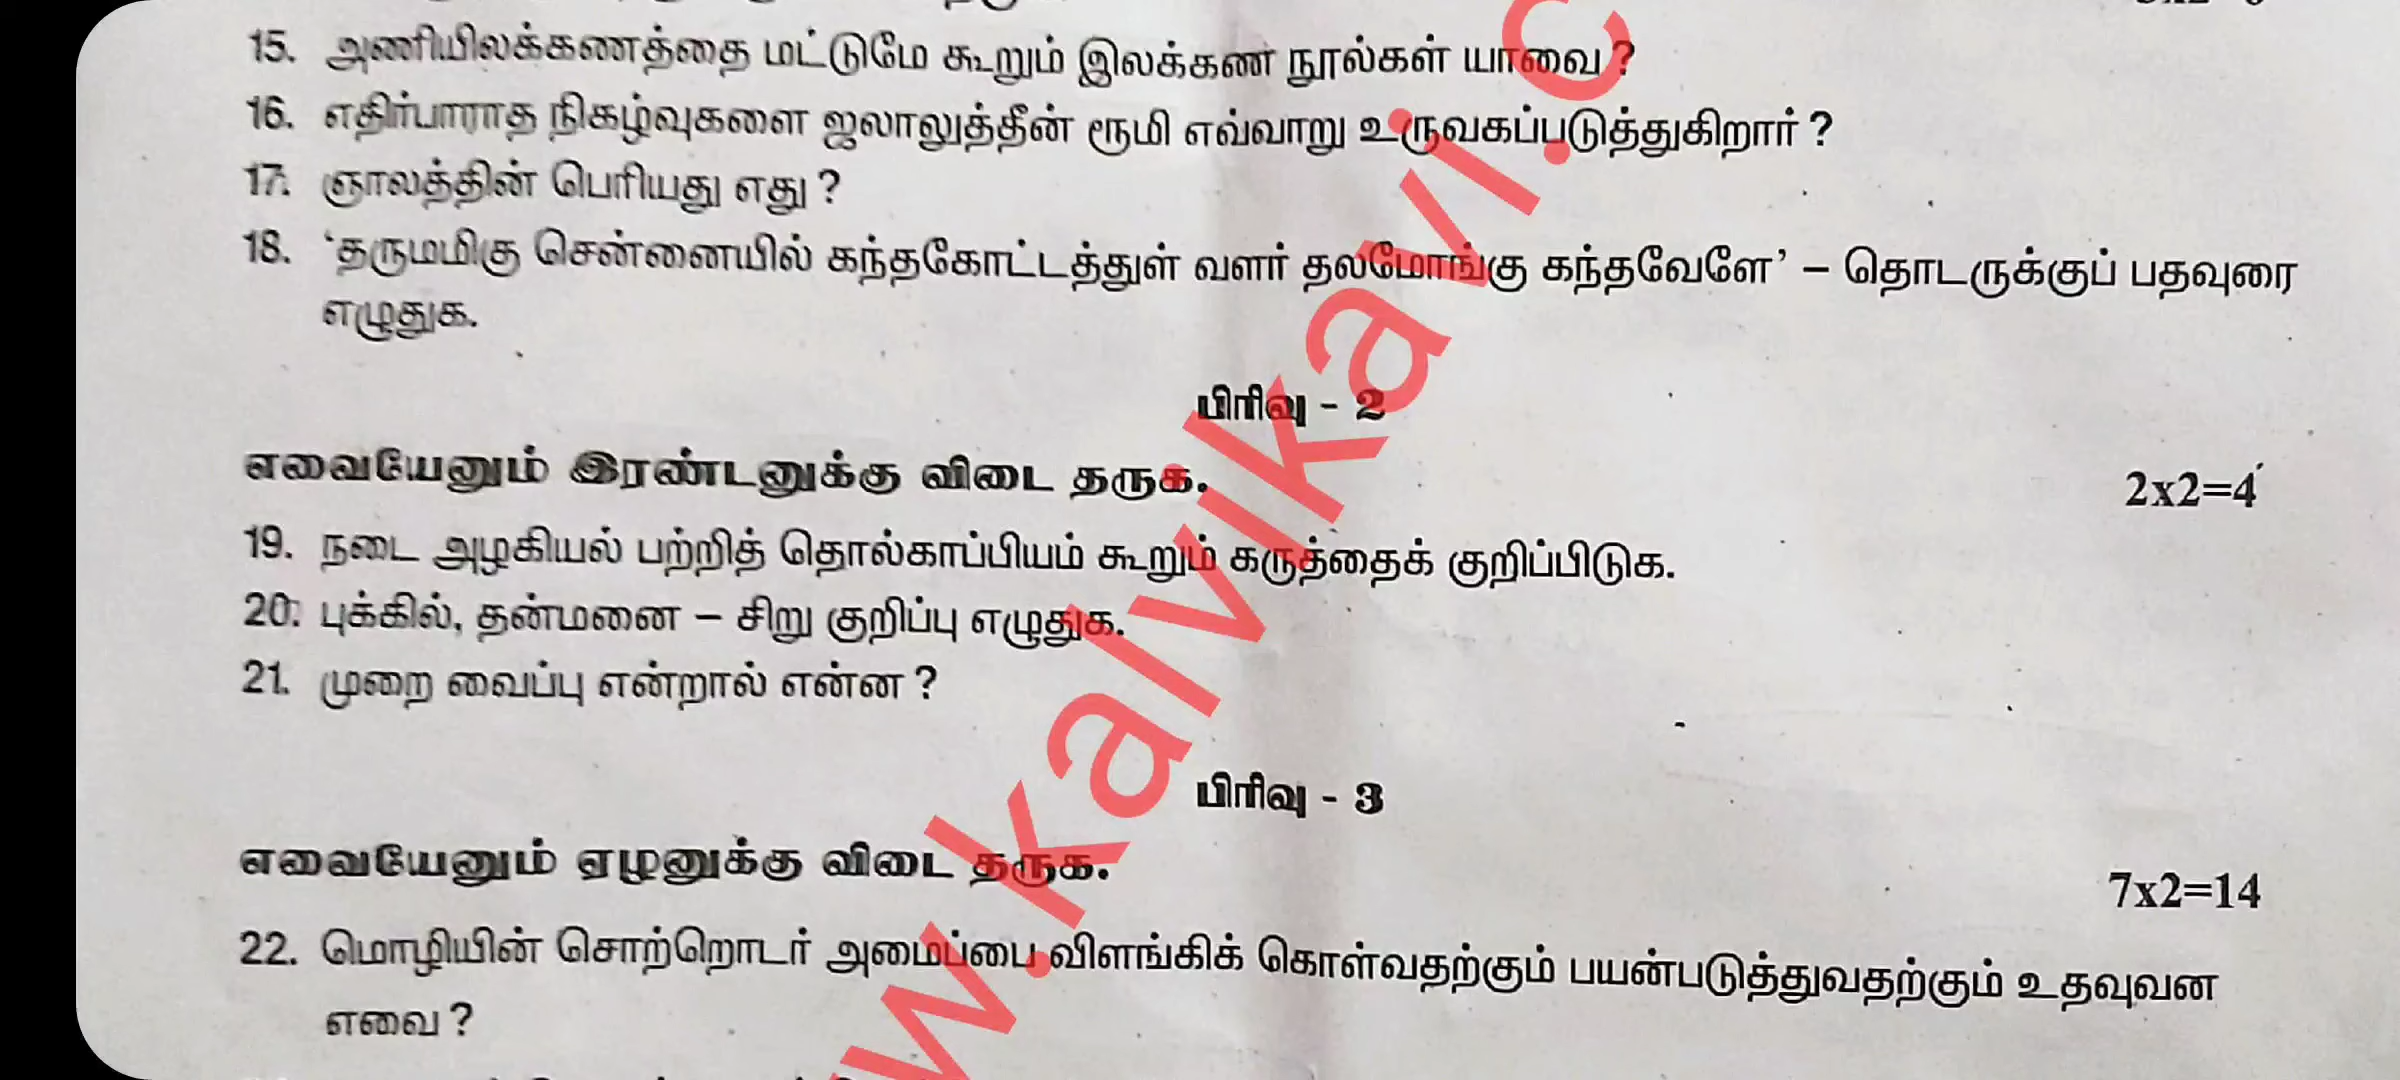 15. அணியிலக்கணத்தை மட்டுமே கூறும் இலக்கண நூல்கள் யாவை ?
16. எதிர்பாராத நிகழ்வுகளை ஜலாலுத்தீன் ரூமி எவ்வாறு உருவகப்படுத்துகிறார் ?
17. ஞாலத்தின் பெரியது எது ?
18. ‘தருமமிகு சென்னையில் கந்தகோட்டத்துள் வளர் தலமோங்கு கந்தவேளே’ – தொடருக்குப் பதவுரை
எழுதுக.
பிரிவு - 2
எவையேனும் இரண்டனுக்கு விடை தருக. 2x2=4
19. நடை அழகியல் பற்றித் தொல்காப்பியம் கூறும் கருத்தைக் குறிப்பிடுக.
20. புக்கில், தன்மனை – சிறு குறிப்பு எழுதுக.
21. முறை வைப்பு என்றால் என்ன ?
பிரிவு - 3
எவையேனும் ஏழனுக்கு விடை தருக. 7x2=14
22. மொழியின் சொற்றொடர் அமைப்பை விளங்கிக் கொள்வதற்கும் பயன்படுத்துவதற்கும் உதவுவன
எவை ?
w.kalvikavi.c